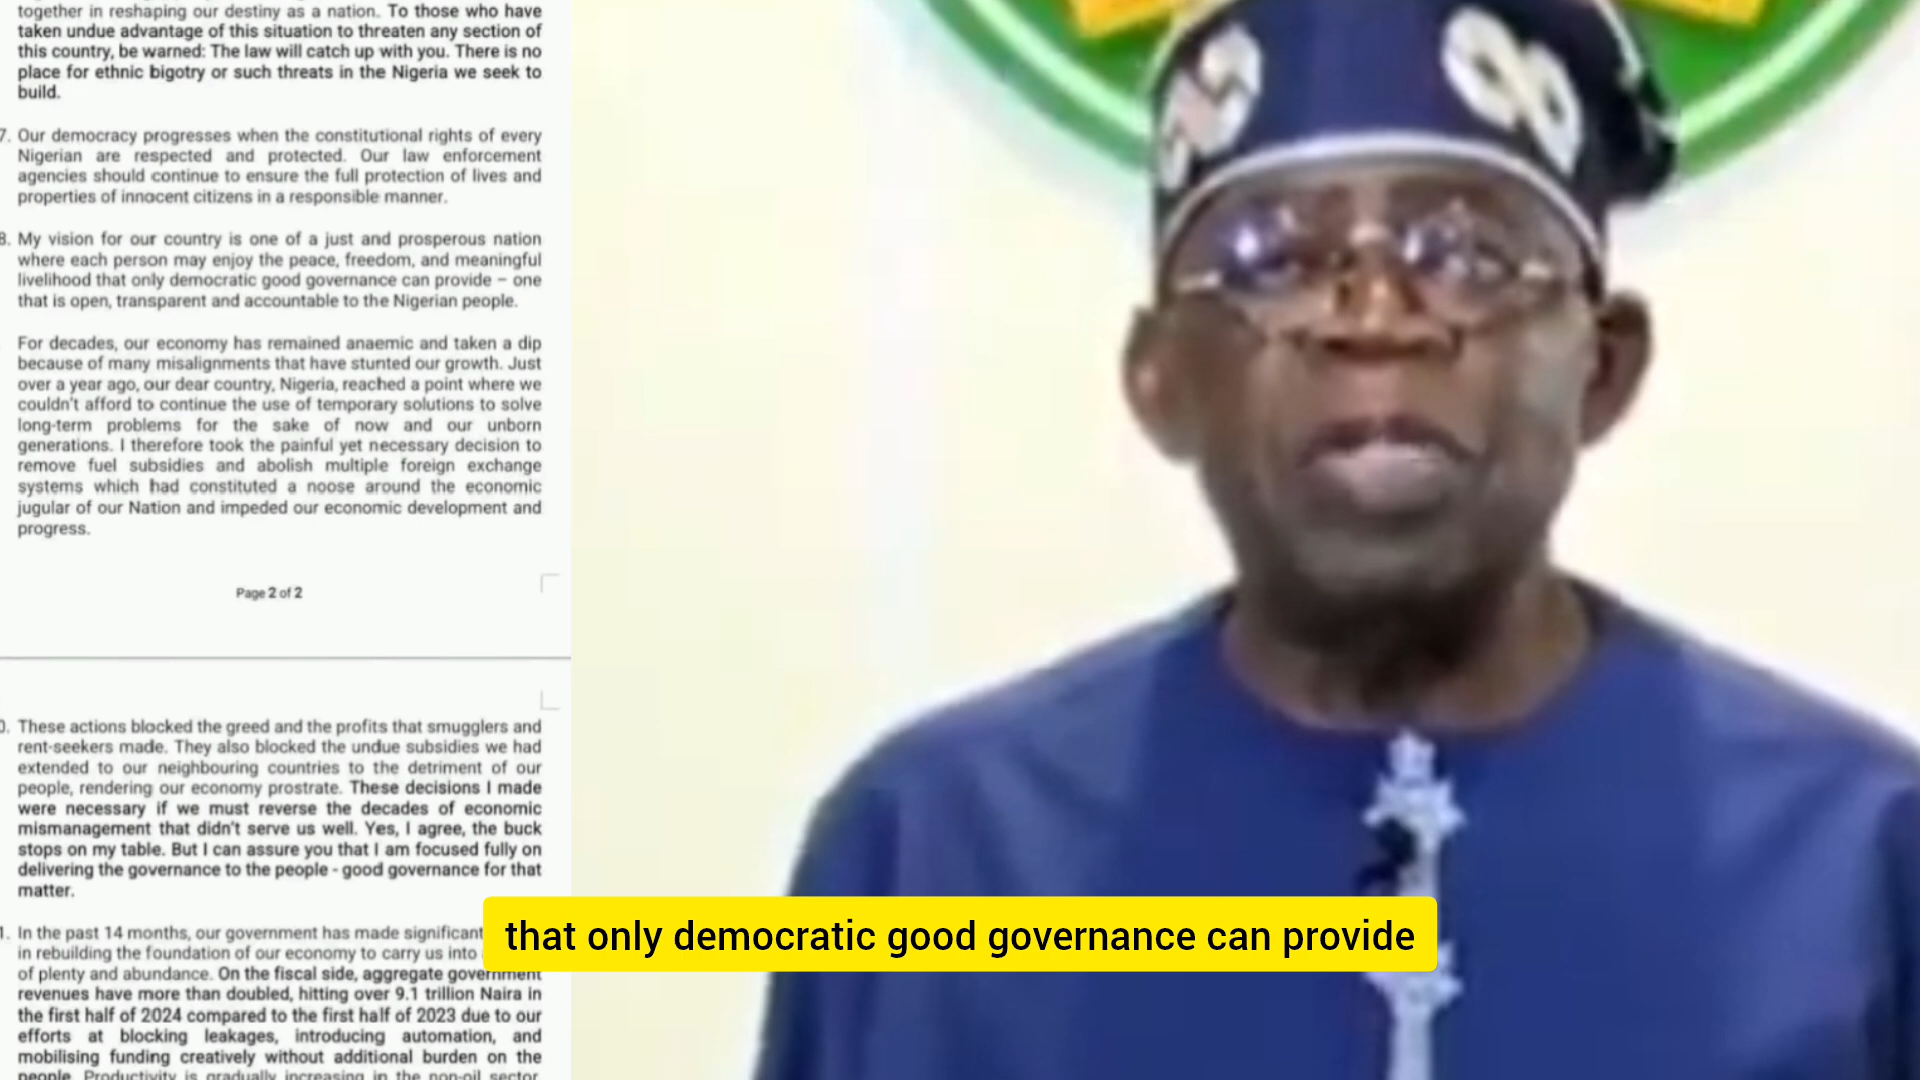 together in reshaping our destiny as a nation. To those who have
taken undue advantage of this situation to threaten any section of
this country, be warned: The law will catch up with you. There is no
place for ethnic bigotry or such threats in the Nigeria we seek to
build.
7. Our democracy progresses when the constitutional rights of every
Nigerian are respected and protected. Our law enforcement
agencies should continue to ensure the full protection of lives and
properties of innocent citizens in a responsible manner.
8. My vision for our country is one of a just and prosperous nation
where each person may enjoy the peace, freedom, and meaningful
livelihood that only democratic good governance can provide – one
that is open, transparent and accountable to the Nigerian people.
For decades, our economy has remained anaemic and taken a dip
because of many misalignments that have stunted our growth. Just
over a year ago, our dear country, Nigeria, reached a point where we
couldn't afford to continue the use of temporary solutions to solve
long-term problems for the sake of now and our unborn
generations. I therefore took the painful yet necessary decision to
remove fuel subsidies and abolish multiple foreign exchange
systems which had constituted a noose around the economic
jugular of our Nation and impeded our economic development and
progress.
Page 2 of 2
0. These actions blocked the greed and the profits that smugglers and
rent-seekers made. They also blocked the undue subsidies we had
extended to our neighbouring countries to the detriment of our
people, rendering our economy prostrate. These decisions I made
were necessary if we must reverse the decades of economic
mismanagement that didn't serve us well. Yes, I agree, the buck
stops on my table. But I can assure you that I am focused fully on
delivering the governance to the people - good governance for that
matter.
1. In the past 14 months, our government has made significant
in rebuilding the foundation of our economy to carry us into
of plenty and abundance. On the fiscal side, aggregate government
revenues have more than doubled, hitting over 9.1 trillion Naira in
the first half of 2024 compared to the first half of 2023 due to our
efforts at blocking leakages, introducing automation, and
mobilising funding creatively without additional burden on the
people. Productivity is gradually increasing in the non-oil sector,
that only democratic good governance can provide